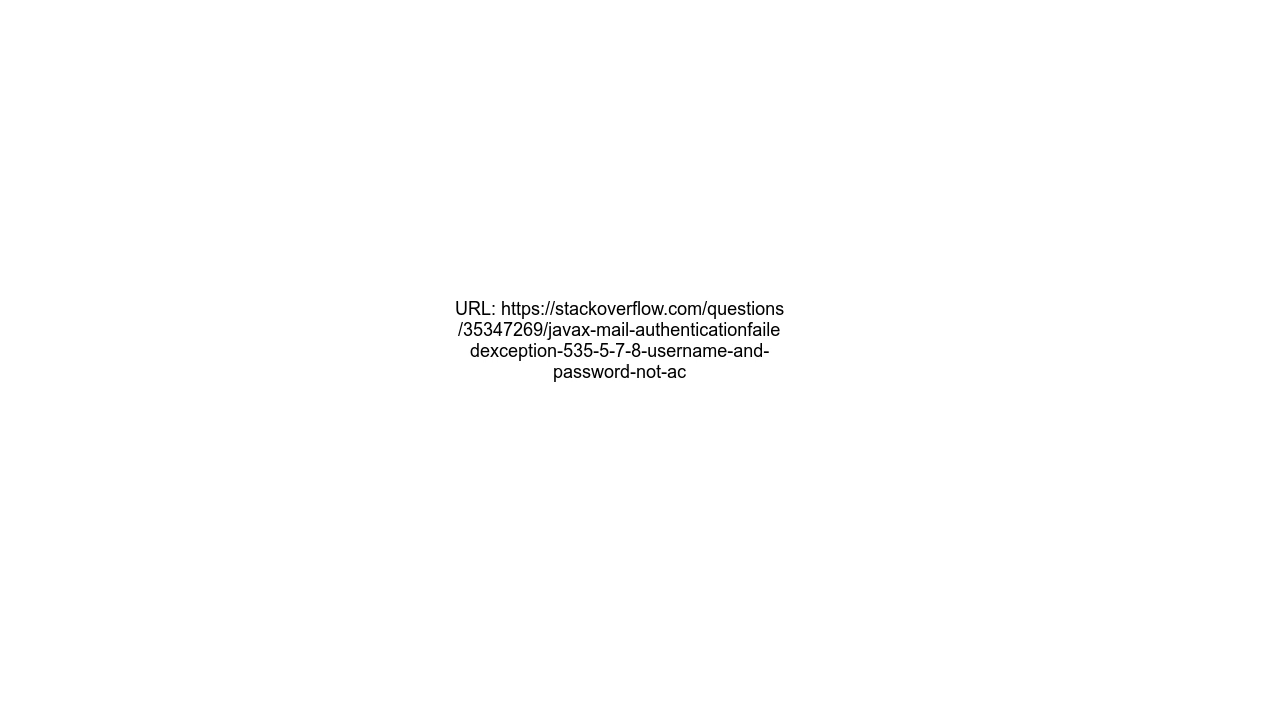 URL: https://stackoverflow.com/questions
/35347269/javax-mail-authenticationfaile
dexception-535-5-7-8-username-and-
password-not-ac